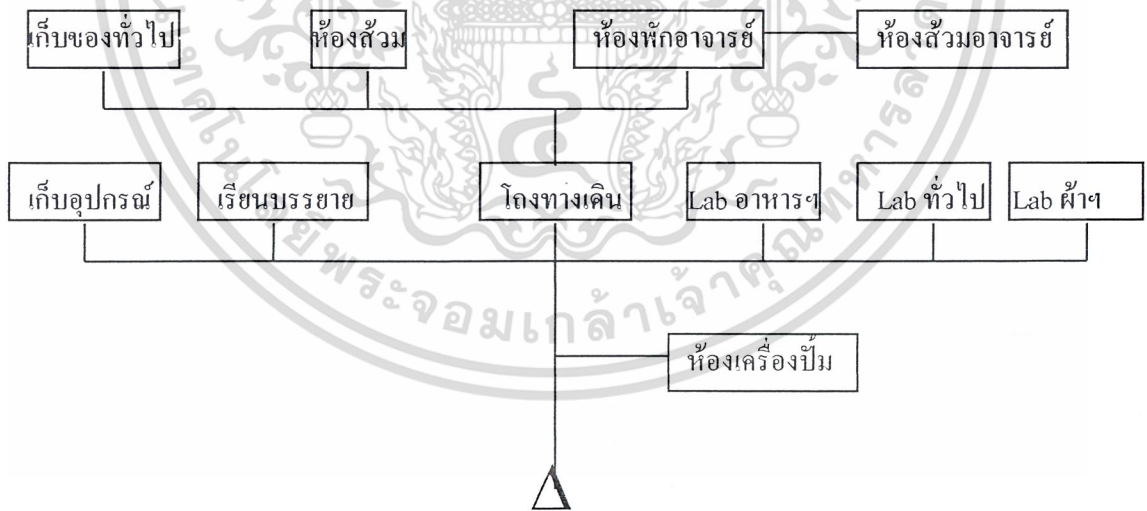 เก็บของทั่วไป
ห้องส้วม
ห้องพักอาจารย์
ห้องส้วมอาจารย์
เก็บอุปกรณ์
เรียนบรรยาย
โถงทางเดิน
Lab อาหารฯ
Lab ทั่วไป
Lab ผ้าฯ
ห้องเครื่องปั้ม